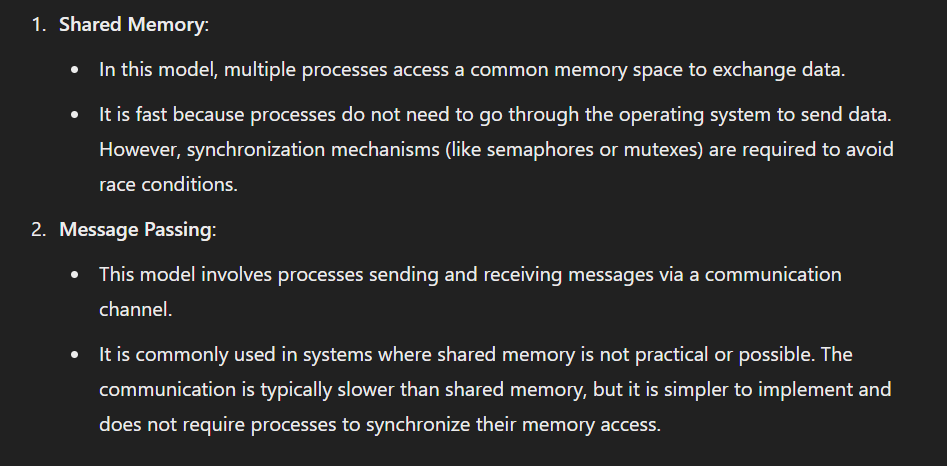 1. Shared Memory:
• In this model, multiple processes access a common memory space to exchange data.
• It is fast because processes do not need to go through the operating system to send data.
However, synchronization mechanisms (like semaphores or mutexes) are required to avoid
race conditions.
2. Message Passing:
• This model involves processes sending and receiving messages via a communication
channel.
• It is commonly used in systems where shared memory is not practical or possible. The
communication is typically slower than shared memory, but it is simpler to implement and
does not require processes to synchronize their memory access.